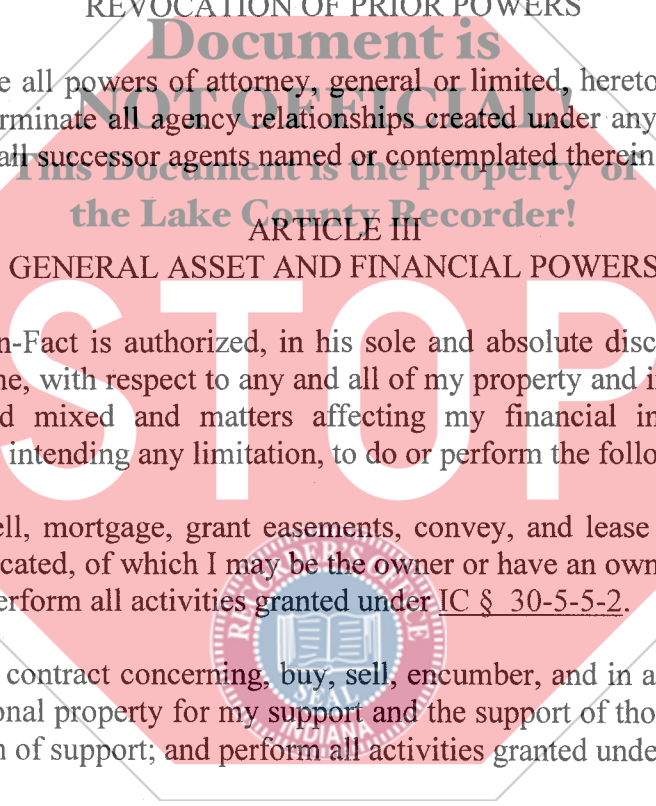 REVOCATION OF PRIOR POWERS
Document is
e all powers of attorney, general or limited, hereto
NOT OFFICIAL!
rminate all agency relationships created under any
all successor agents named or contemplated therein
This Document is the property of
the Lake County Recorder!
ARTICLE III
GENERAL ASSET AND FINANCIAL POWERS
STOP
n-Fact is authorized, in his sole and absolute disc
ne, with respect to any and all of my property and i
d mixed and matters affecting my financial in
intending any limitation, to do or perform the follo
ell, mortgage, grant easements, convey, and lease
cated, of which I may be the owner or have an own
erform all activities granted under IC § 30-5-5-2.
RECORDER'S OFFICE
SEAL
INDIANA
contract concerning, buy, sell, encumber, and in a
onal property for my support and the support of tho
n of support; and perform all activities granted unde